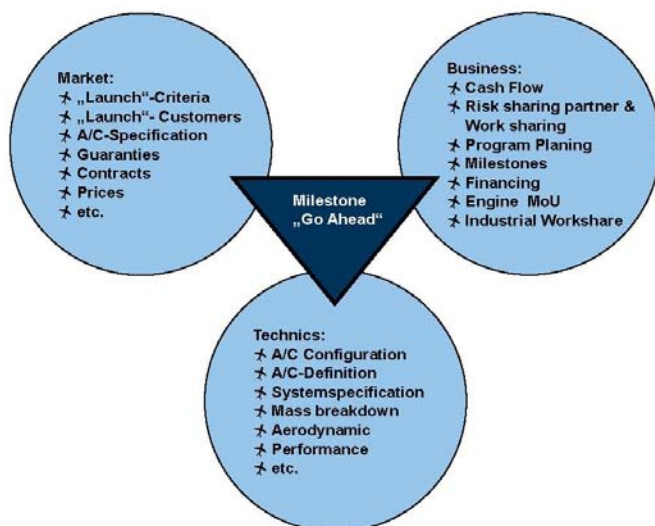 Market:
„Launch“-Criteria
„Launch“- Customers
A/C-Specification
Guaranties
Contracts
Prices
etc.
Business:
Cash Flow
Risk sharing partner &
Work sharing
Program Planing
Milestones
Financing
Engine MoU
Industrial Workshare
Milestone
„Go Ahead“
Technics:
A/C Configuration
A/C-Definition
Systemspecification
Mass breakdown
Aerodynamic
Performance
etc.